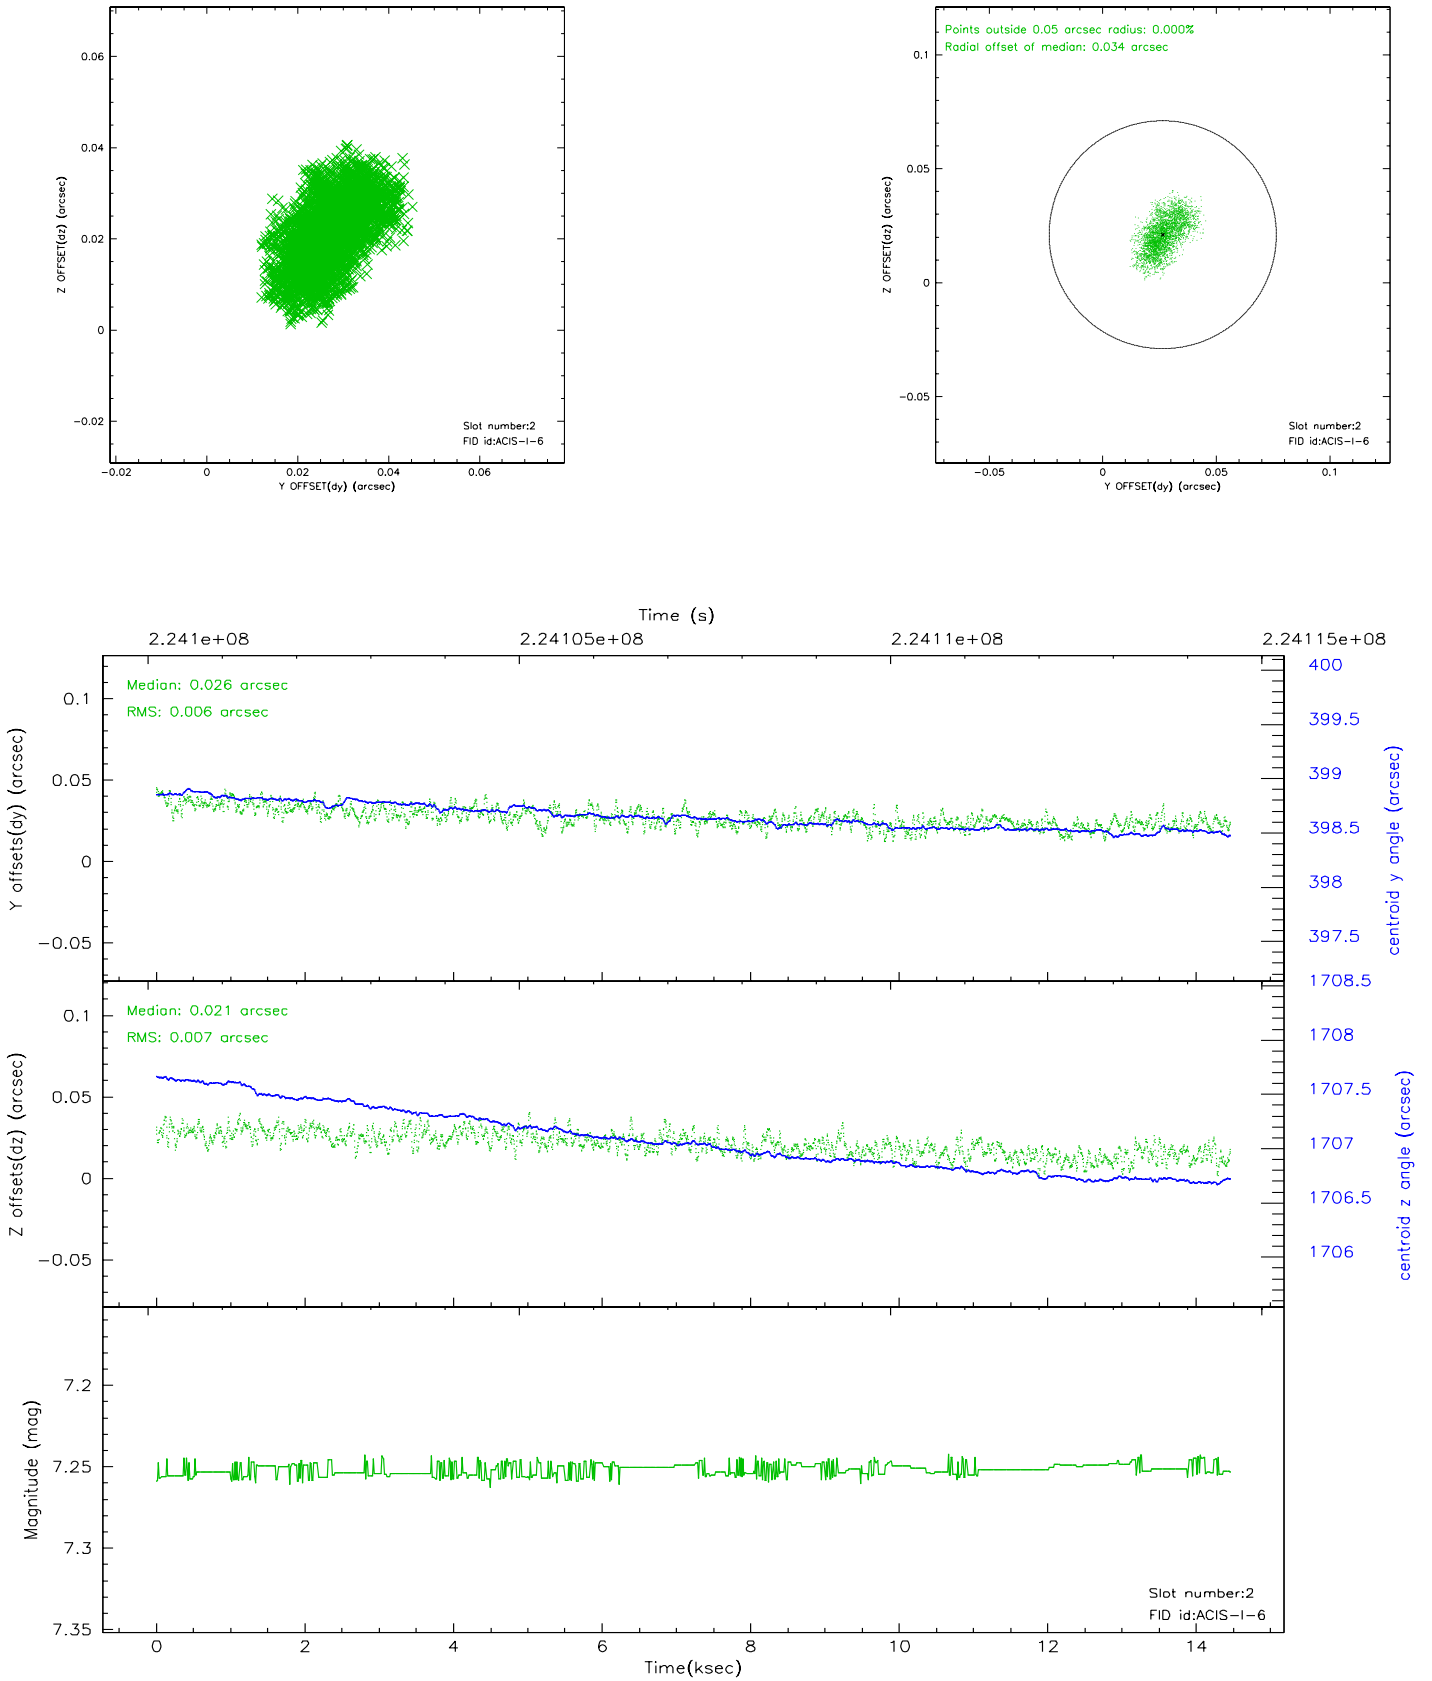 0.06
0.04
0.02
0
-0.02
Z OFFSET(dz) (arcsec)
Slot number:2
FID id:ACIS-I-6
-0.02 0 0.02 0.04 0.06
Y OFFSET(dy) (arcsec)
Points outside 0.05 arcsec radius: 0.000%
Radial offset of median: 0.034 arcsec
0.1
0.05
0
-0.05
Z OFFSET(dz) (arcsec)
Slot number:2
FID id:ACIS-I-6
-0.05 0 0.05 0.1
Y OFFSET(dy) (arcsec)
Time (s)
2.241e+08 2.24105e+08 2.2411e+08 2.24115e+08
Median: 0.026 arcsec
RMS: 0.006 arcsec
0.1
0.05
0
-0.05
Y offsets(dy) (arcsec)
400
399.5
399
398.5
398
397.5
centroid y angle (arcsec)
Median: 0.021 arcsec
RMS: 0.007 arcsec
0.1
0.05
0
-0.05
Z offsets(dz) (arcsec)
1708.5
1708
1707.5
1707
1706.5
1706
centroid z angle (arcsec)
7.2
7.25
7.3
7.35
Magnitude (mag)
Slot number:2
FID id:ACIS-I-6
0 2 4 6 8 10 12 14
Time(ksec)